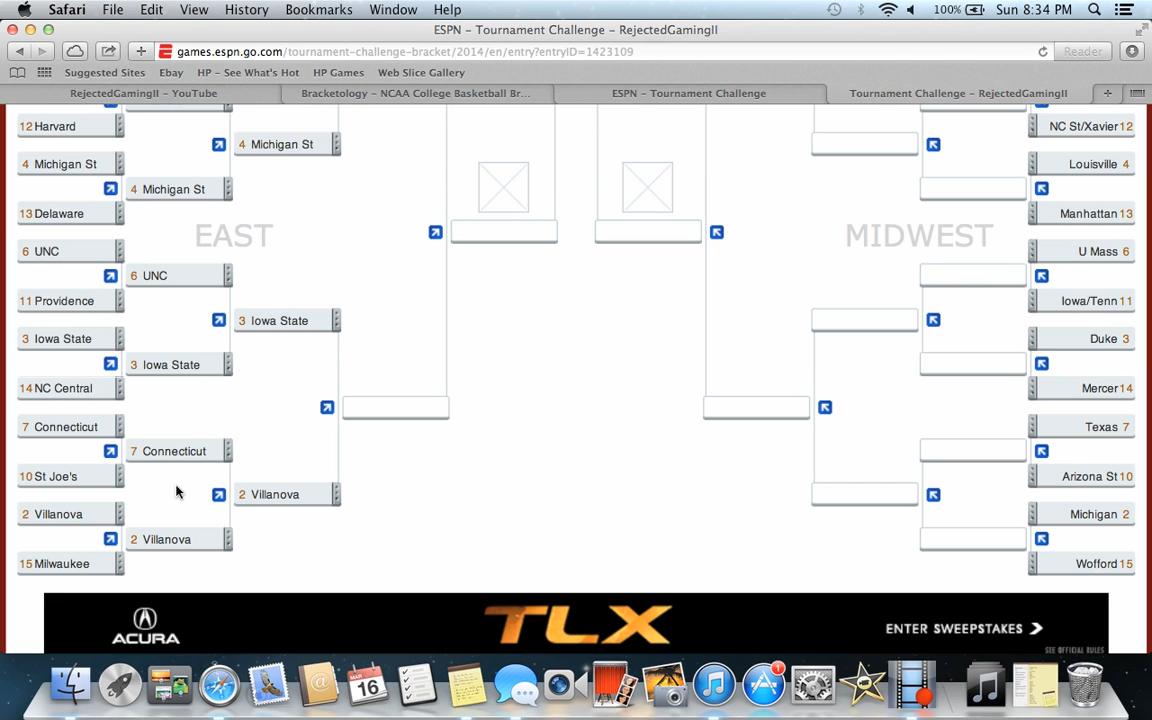 Safari File Edit View History Bookmarks Window Help 100% Sun 8:34 PM
ESPN - Tournament Challenge - RejectedGamingII
games.espn.go.com/tournament-challenge-bracket/2014/en/entry?entryID=1423109 Reader
Suggested Sites Ebay HP - See What's Hot HP Games Web Slice Gallery
RejectedGamingII - YouTube Bracketology - NCAA College Basketball Br... ESPN - Tournament Challenge Tournament Challenge - RejectedGamingII
12 Harvard
4 Michigan St
4 Michigan St
4 Michigan St
13 Delaware
EAST
6 UNC
6 UNC
11 Providence
3 Iowa State
3 Iowa State
3 Iowa State
14 NC Central
7 Connecticut
7 Connecticut
10 St Joe's
2 Villanova
2 Villanova
2 Villanova
15 Milwaukee
NC St/Xavier 12
Louisville 4
Manhattan 13
MIDWEST
U Mass 6
Iowa/Tenn 11
Duke 3
Mercer 14
Texas 7
Arizona St 10
Michigan 2
Wofford 15
ACURA TLX ENTER SWEEPSTAKES
SEE OFFICIAL RULES
MAR
16
1